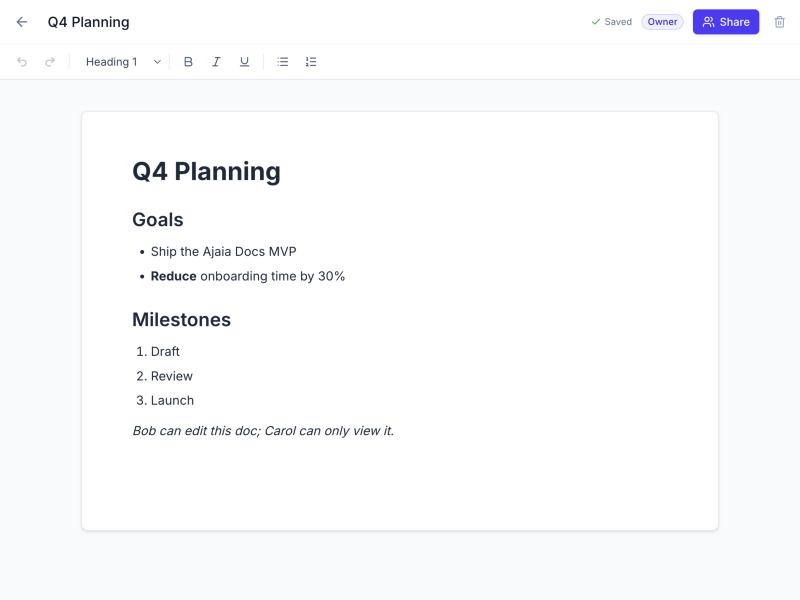 Q4 Planning
Saved
Owner
Share
Heading 1
B
I
U
Q4 Planning
Goals
• Ship the Ajaia Docs MVP
• Reduce onboarding time by 30%
Milestones
1. Draft
2. Review
3. Launch
Bob can edit this doc; Carol can only view it.